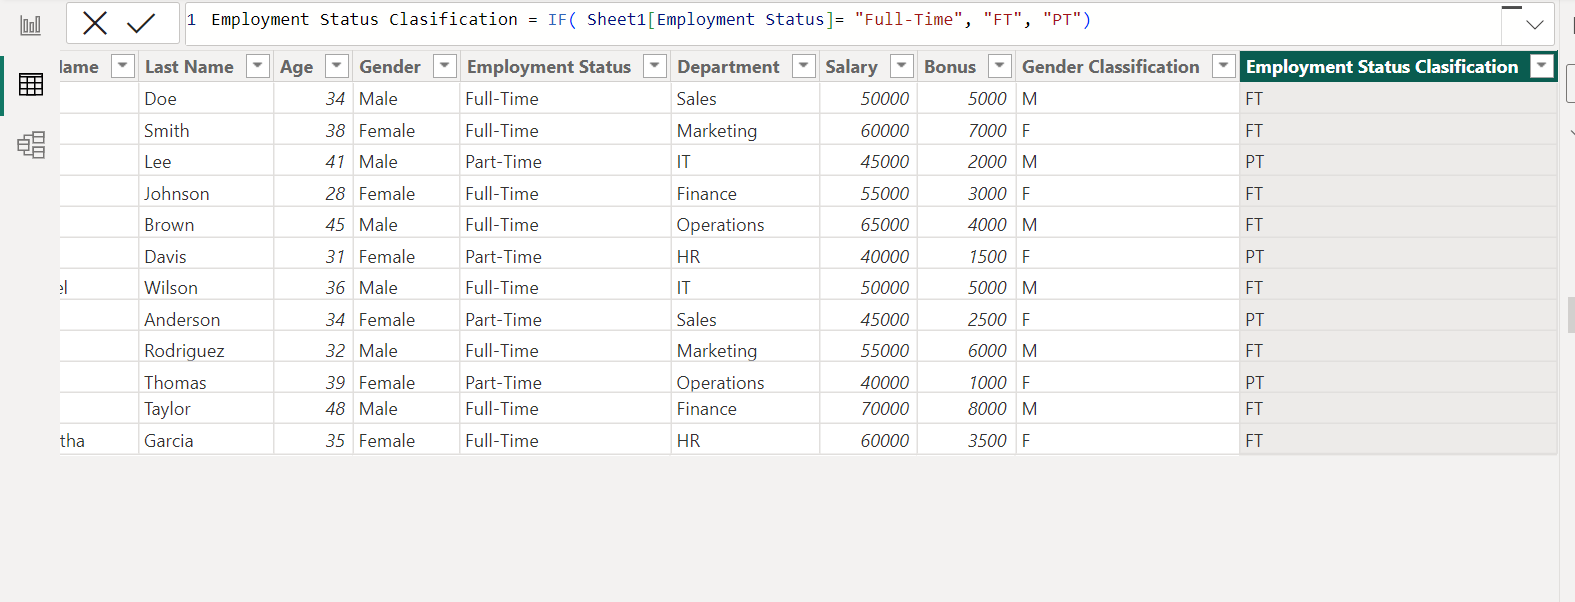 1 Employment Status Clasification = IF( Sheet1[Employment Status]= "Full-Time", "FT", "PT")
lame Last Name Age Gender Employment Status Department Salary Bonus Gender Classification Employment Status Clasification
Doe 34 Male Full-Time Sales 50000 5000 M FT
Smith 38 Female Full-Time Marketing 60000 7000 F FT
Lee 41 Male Part-Time IT 45000 2000 M PT
Johnson 28 Female Full-Time Finance 55000 3000 F FT
Brown 45 Male Full-Time Operations 65000 4000 M FT
Davis 31 Female Part-Time HR 40000 1500 F PT
el Wilson 36 Male Full-Time IT 50000 5000 M FT
Anderson 34 Female Part-Time Sales 45000 2500 F PT
Rodriguez 32 Male Full-Time Marketing 55000 6000 M FT
Thomas 39 Female Part-Time Operations 40000 1000 F PT
Taylor 48 Male Full-Time Finance 70000 8000 M FT
tha Garcia 35 Female Full-Time HR 60000 3500 F FT